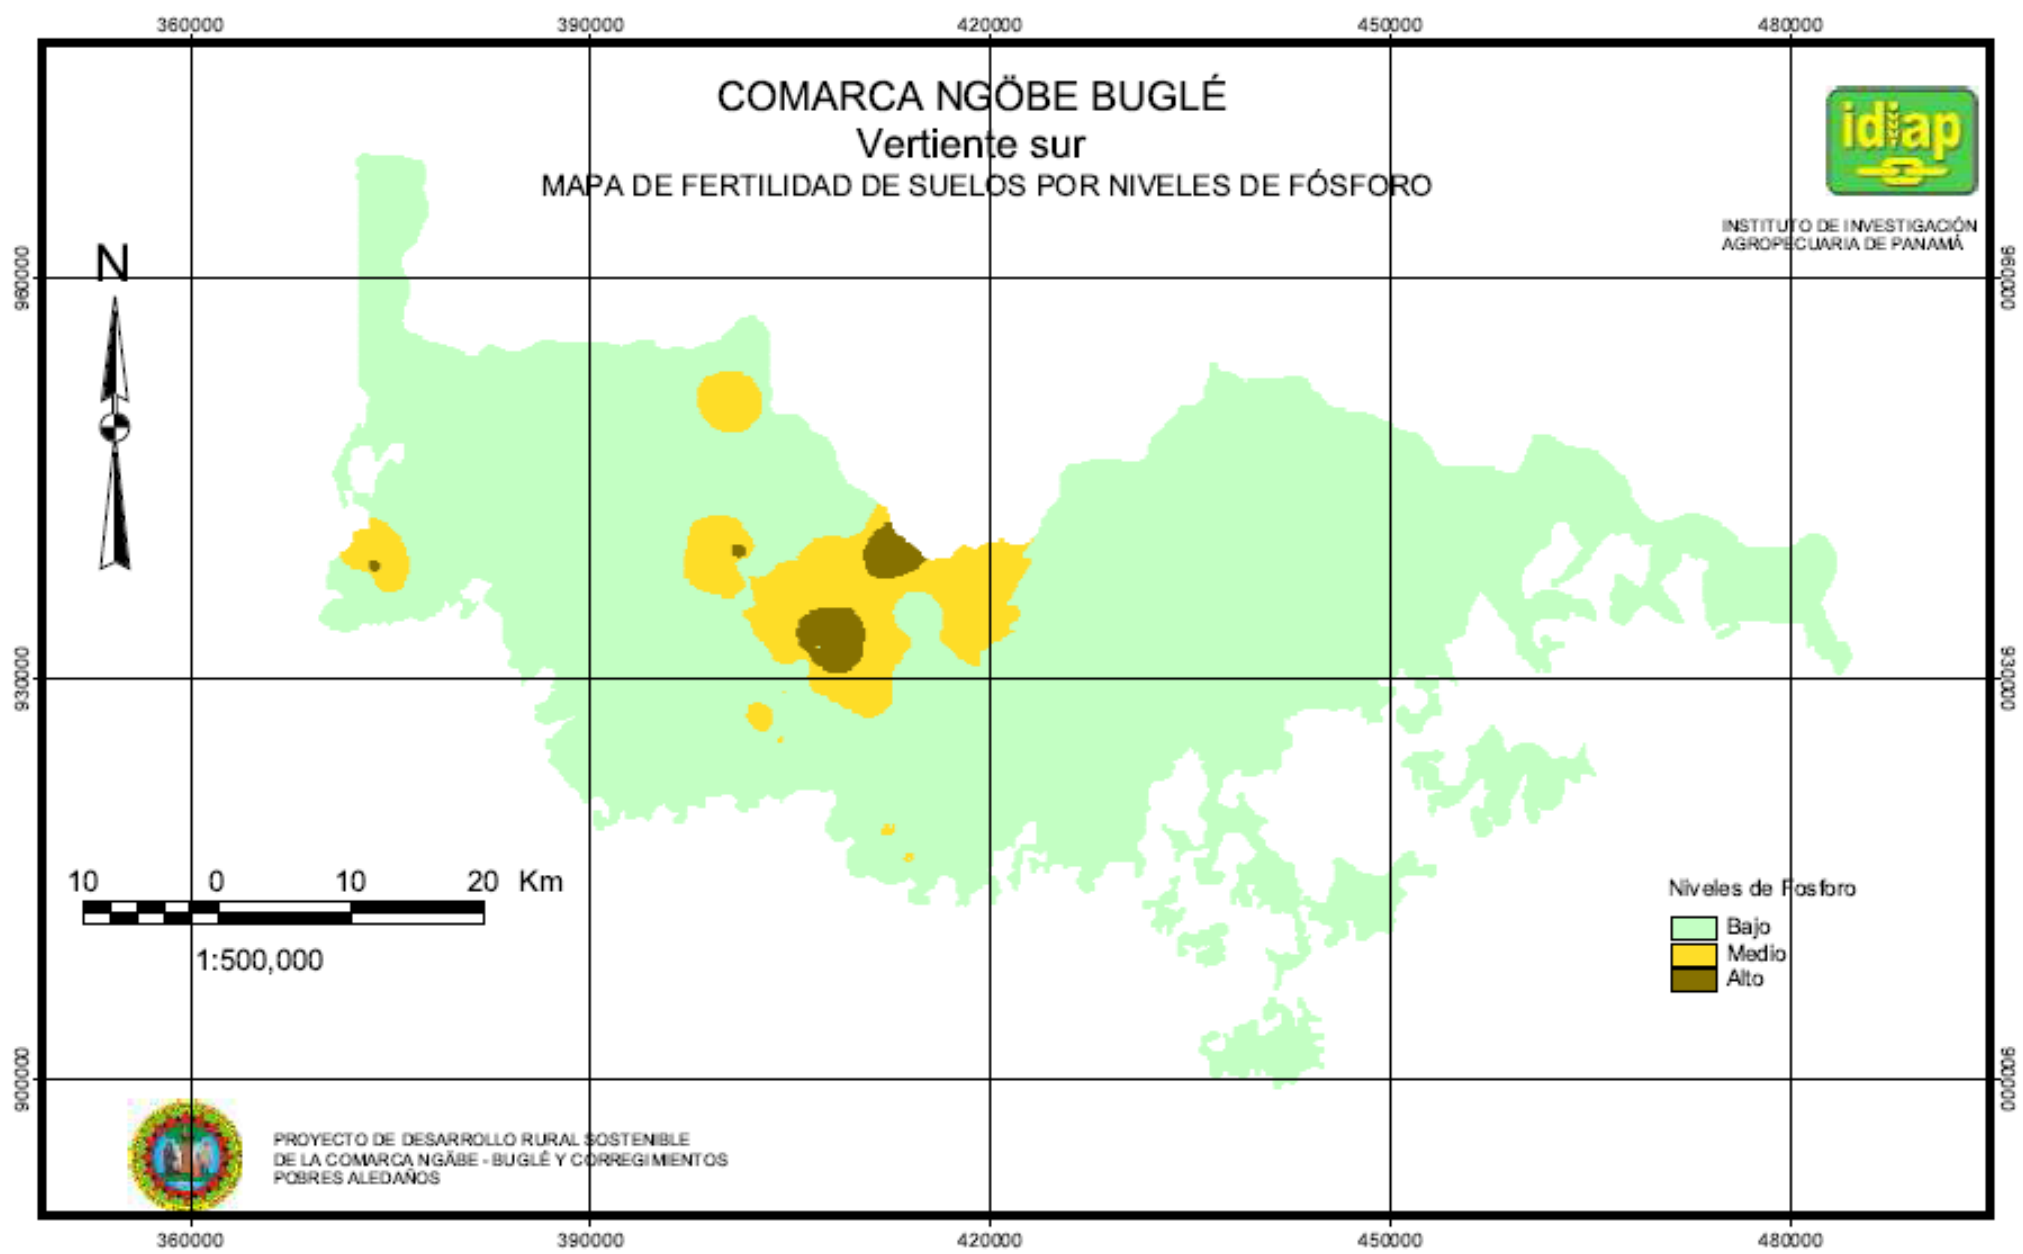 360000 390000 420000 450000 480000
COMARCA NGÖBE BUGLÉ
Vertiente sur
MAPA DE FERTILIDAD DE SUELOS POR NIVELES DE FÓSFORO
idiap
INSTITUTO DE INVESTIGACIÓN
AGROPECUARIA DE PANAMÁ
N
960000 960000
930000 930000
900000 900000
10 0 10 20 Km
1:500,000
Niveles de Fosforo
Bajo
Medio
Alto
PROYECTO DE DESARROLLO RURAL SOSTENIBLE
DE LA COMARCA NGÄBE - BUGLÉ Y CORREGIMIENTOS
POBRES ALEDAÑOS
360000 390000 420000 450000 480000